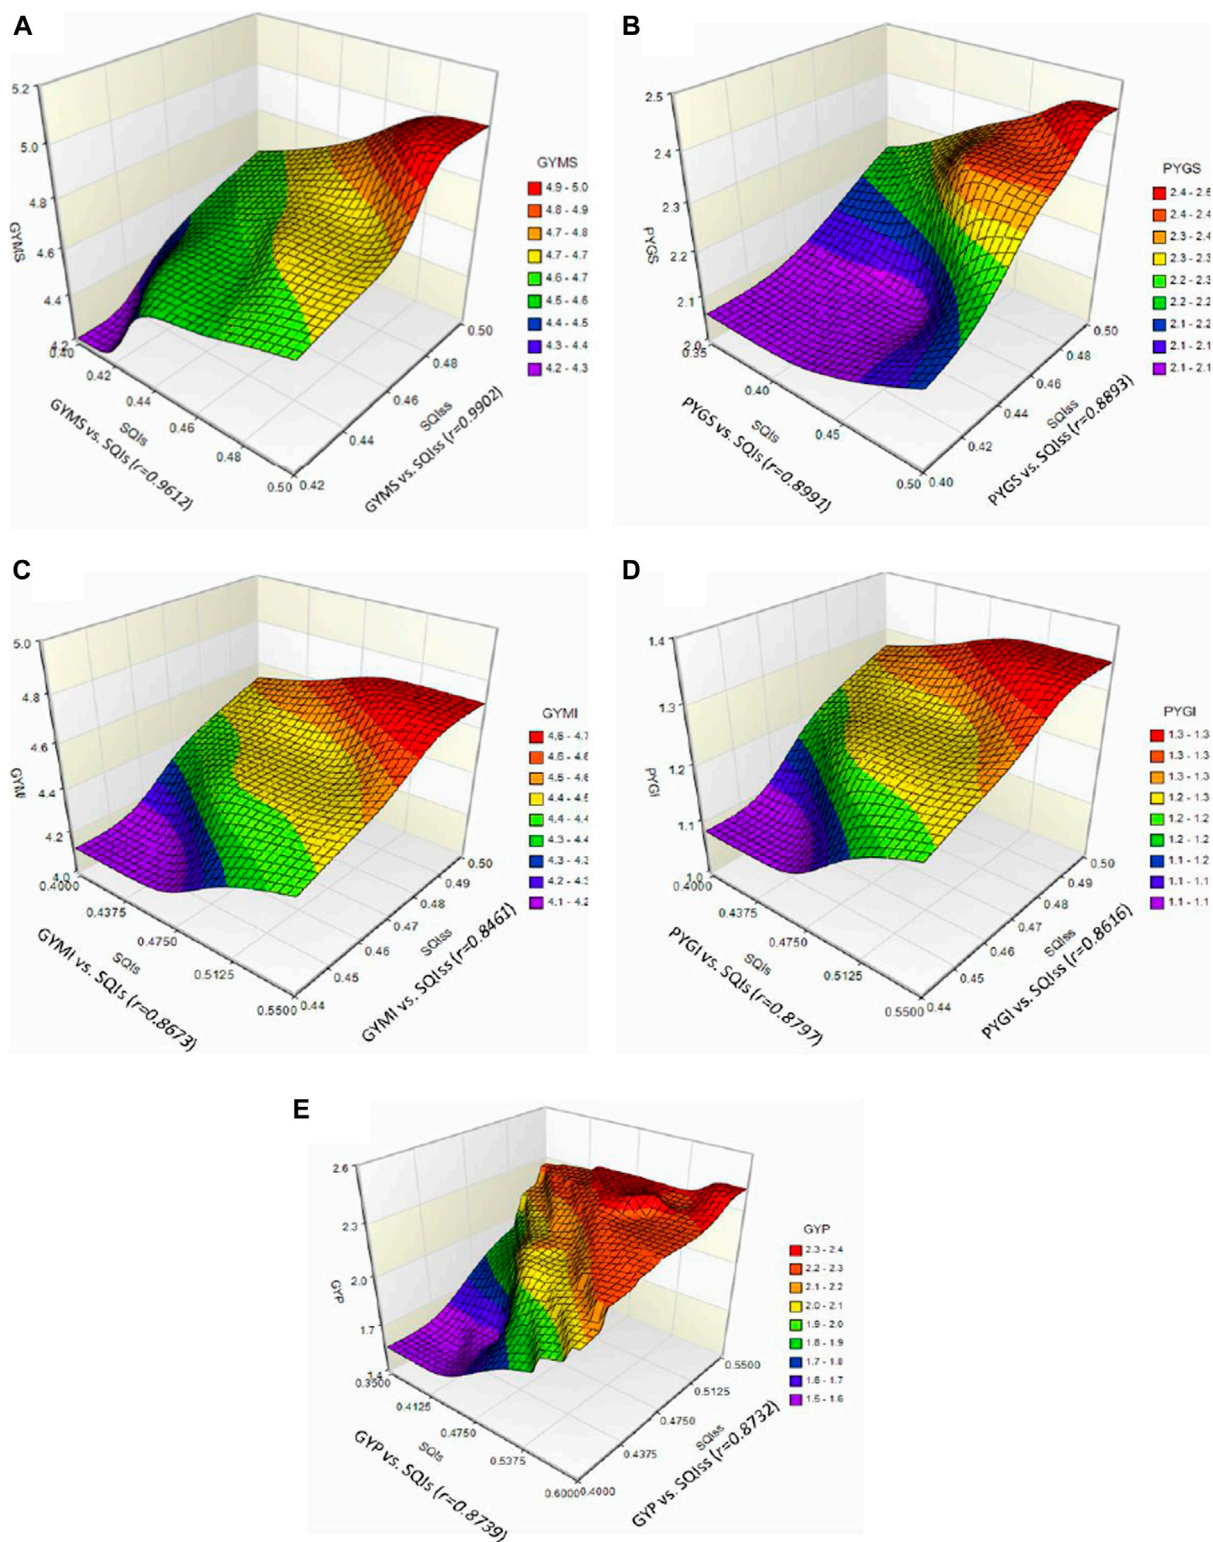 A
5.2
5.0
4.8
4.6
4.4
4.2
GYMS
0.40
0.42
0.44
0.46
0.48
0.50
SQIs
GYMS vs. SQIs (r=0.9612)
0.42
0.44
0.46
0.48
0.50
SQIss
GYMS vs. SQIss (r=0.9902)
GYMS
4.9 - 5.0
4.8 - 4.9
4.7 - 4.8
4.7 - 4.7
4.6 - 4.7
4.5 - 4.6
4.4 - 4.5
4.3 - 4.4
4.2 - 4.3
B
2.5
2.4
2.3
2.2
2.1
2.0
PYGS
0.35
0.40
0.45
0.50
SQIs
PYGS vs. SQIs (r=0.8991)
0.40
0.42
0.44
0.46
0.48
0.50
SQIss
PYGS vs. SQIss (r=0.8893)
PYGS
2.4 - 2.5
2.4 - 2.4
2.3 - 2.4
2.3 - 2.3
2.2 - 2.3
2.2 - 2.2
2.1 - 2.2
2.1 - 2.1
2.1 - 2.1
C
5.0
4.8
4.6
4.4
4.2
4.0
GYMI
0.4000
0.4375
0.4750
0.5125
0.5500
SQIs
GYMI vs. SQIs (r=0.8673)
0.44
0.45
0.46
0.47
0.48
0.49
0.50
SQIss
GYMI vs. SQIss (r=0.8461)
GYMI
4.6 - 4.7
4.6 - 4.6
4.5 - 4.6
4.4 - 4.5
4.4 - 4.4
4.3 - 4.4
4.3 - 4.3
4.2 - 4.3
4.1 - 4.2
D
1.4
1.3
1.2
1.1
1.0
PYGI
0.4000
0.4375
0.4750
0.5125
0.5500
SQIs
PYGI vs. SQIs (r=0.8797)
0.44
0.45
0.46
0.47
0.48
0.49
0.50
SQIss
PYGI vs. SQIss (r=0.8616)
PYGI
1.3 - 1.3
1.3 - 1.3
1.3 - 1.3
1.2 - 1.3
1.2 - 1.2
1.2 - 1.2
1.1 - 1.2
1.1 - 1.1
1.1 - 1.1
E
2.6
2.3
2.0
1.7
1.4
GYP
0.3500
0.4125
0.4750
0.5375
0.6000
SQIs
GYP vs. SQIs (r=0.8739)
0.4000
0.4375
0.4750
0.5125
0.5500
SQIss
GYP vs. SQIss (r=0.8732)
GYP
2.3 - 2.4
2.2 - 2.3
2.1 - 2.2
2.0 - 2.1
1.9 - 2.0
1.8 - 1.9
1.7 - 1.8
1.6 - 1.7
1.5 - 1.6